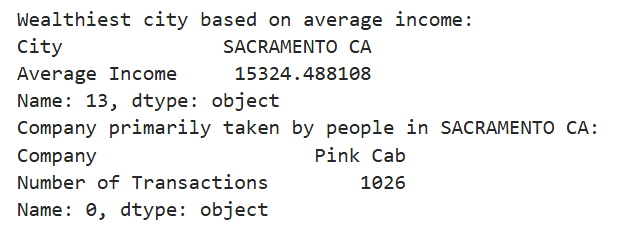 Wealthiest city based on average income:
City             SACRAMENTO CA
Average Income     15324.488108
Name: 13, dtype: object
Company primarily taken by people in SACRAMENTO CA:
Company                   Pink Cab
Number of Transactions        1026
Name: 0, dtype: object